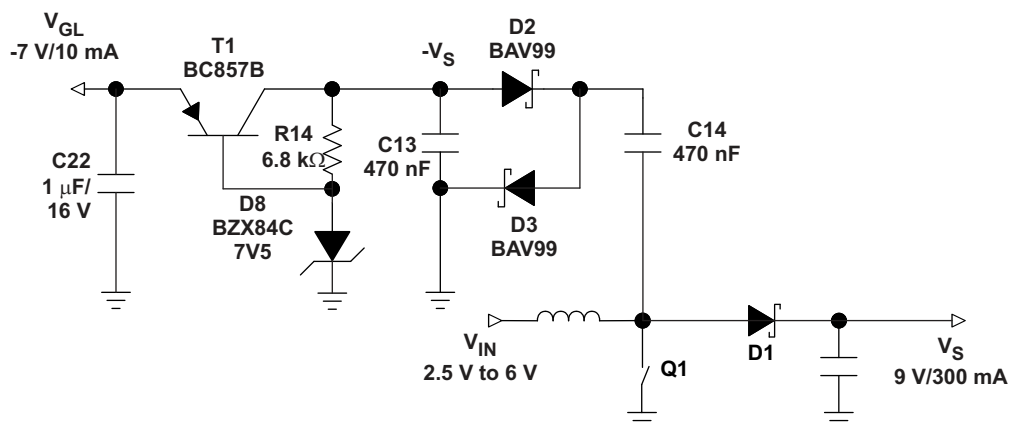 V_GL
-7 V/10 mA
T1
BC857B
-V_S
D2
BAV99
C22
1 μF/
16 V
R14
6.8 kΩ
C13
470 nF
C14
470 nF
D8
BZX84C
7V5
D3
BAV99
V_IN
2.5 V to 6 V
Q1
D1
V_S
9 V/300 mA